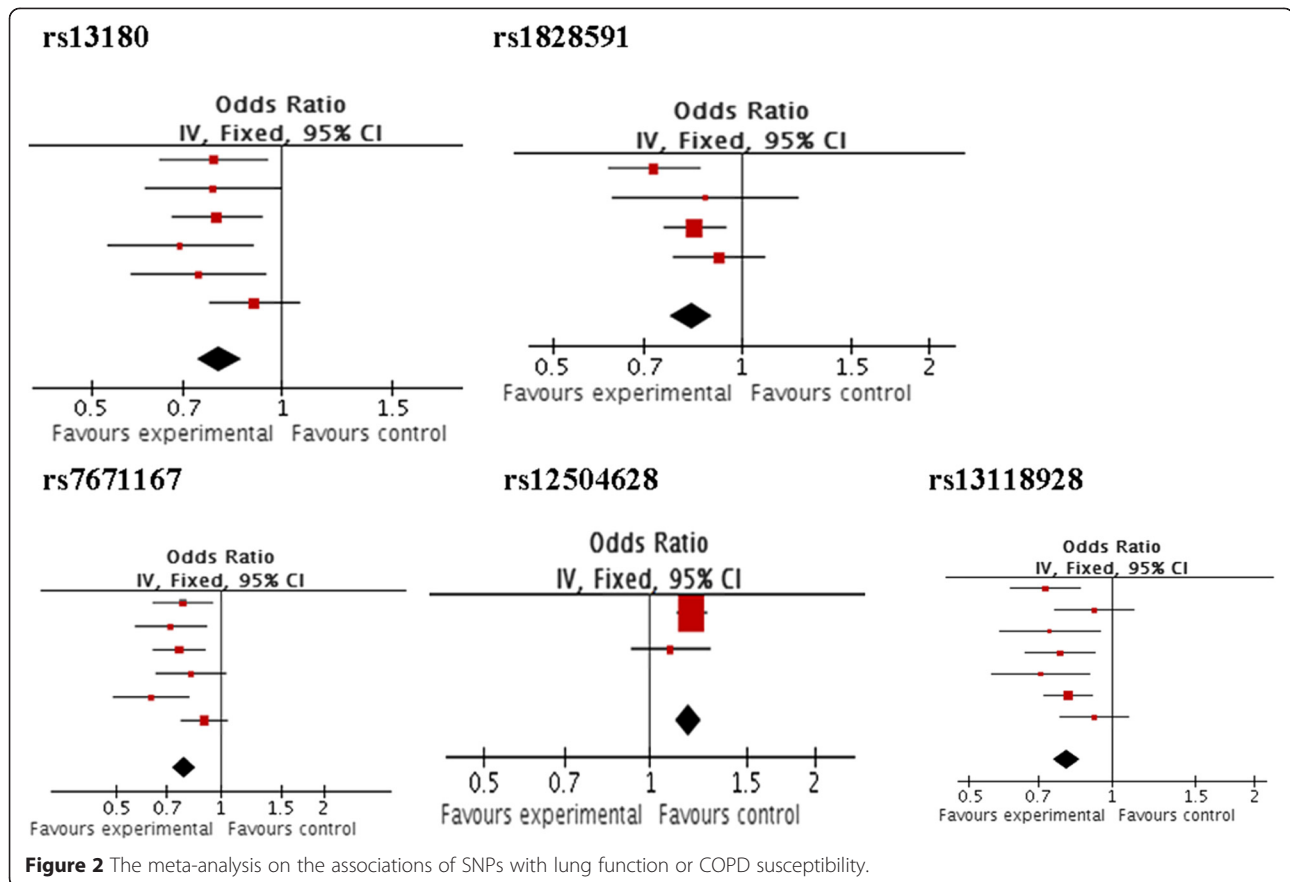 rs13180
rs1828591
Odds Ratio
IV, Fixed, 95% CI
0.5 0.7 1 1.5
Favours experimental Favours control
Odds Ratio
IV, Fixed, 95% CI
0.5 0.7 1 1.5 2
Favours experimental Favours control
rs7671167
rs12504628
rs13118928
Odds Ratio
IV, Fixed, 95% CI
0.5 0.7 1 1.5 2
Favours experimental Favours control
Odds Ratio
IV, Fixed, 95% CI
0.5 0.7 1 1.5 2
Favours experimental Favours control
Odds Ratio
IV, Fixed, 95% CI
0.5 0.7 1 1.5 2
Favours experimental Favours control
Figure 2 The meta-analysis on the associations of SNPs with lung function or COPD susceptibility.